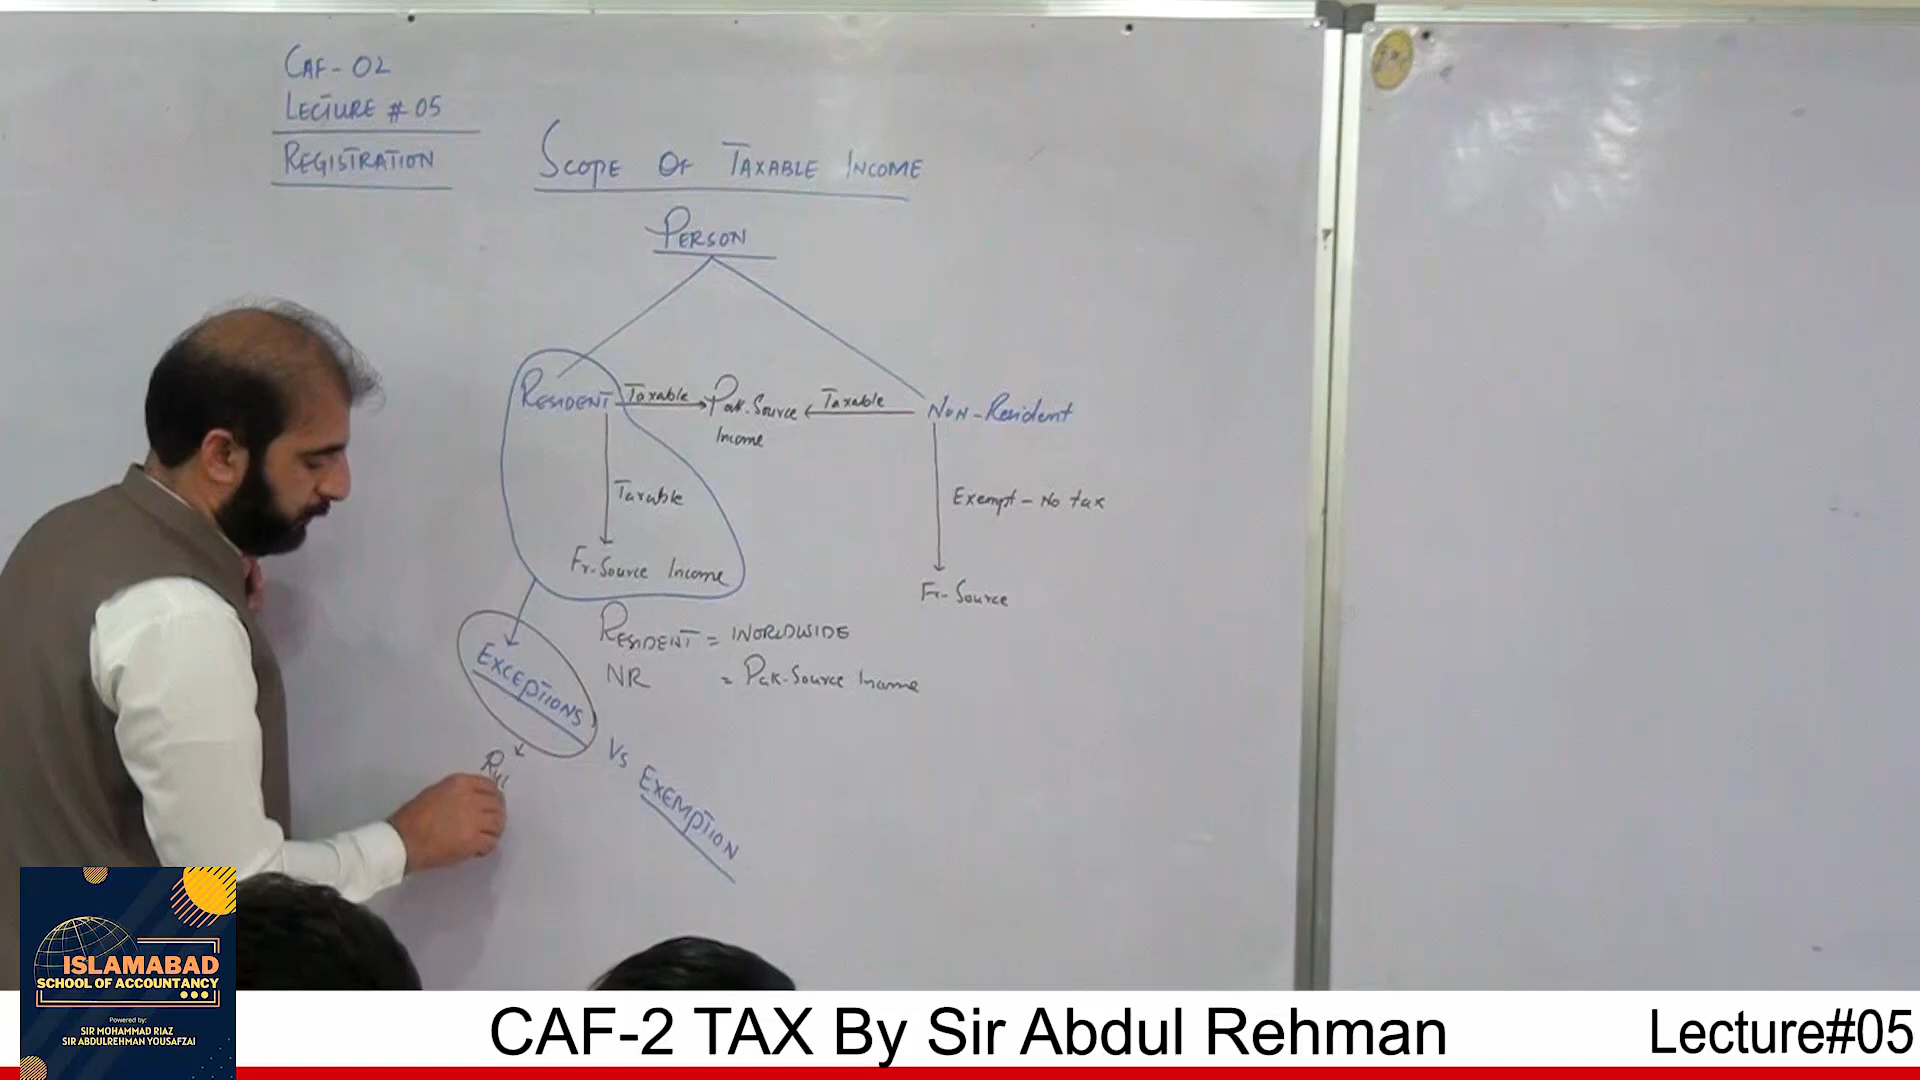 CAF-02
LECTURE # 05
REGISTRATION
SCOPE OF TAXABLE INCOME
PERSON
RESIDENT Taxable Pak.Source Income Taxable NON-Resident
Taxable
Exempt - No tax
Fr-Source Income
Fr-Source
RESIDENT = WORLDWIDE
NR = Pak-Source Income
EXCEPTIONS
Vs
EXEMPTION
ISLAMABAD
SCHOOL OF ACCOUNTANCY
Powered by:
SIR MOHAMMAD RIAZ
SIR ABDULREHMAN YOUSAFZAI
CAF-2 TAX By Sir Abdul Rehman
Lecture#05